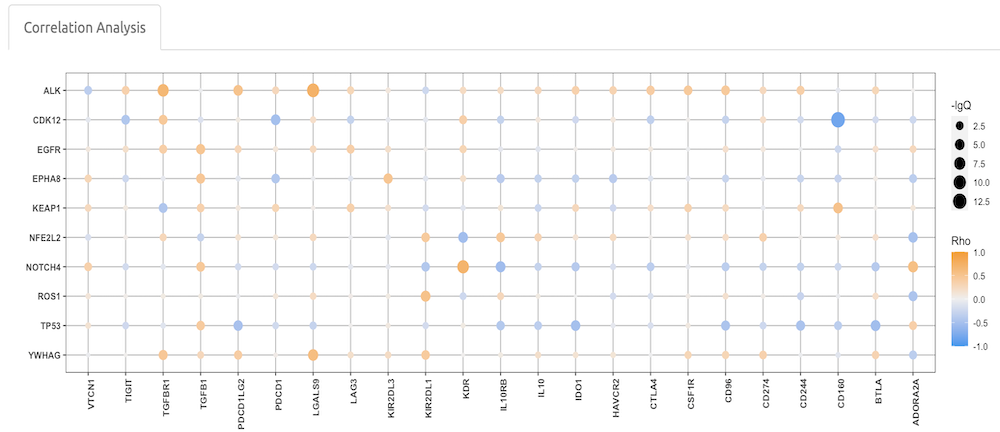 Correlation Analysis
ALK
CDK12
EGFR
EPHA8
KEAP1
NFE2L2
NOTCH4
ROS1
TP53
YWHAG
VTCN1
TIGIT
TGFBR1
TGFB1
PDCD1LG2
PDCD1
LGALS9
LAG3
KIR2DL3
KIR2DL1
KDR
IL10RB
IL10
IDO1
HAVCR2
CTLA4
CSF1R
CD96
CD274
CD244
CD160
BTLA
ADORA2A
-lgQ
2.5
5.0
7.5
10.0
12.5
Rho
1.0
0.5
0.0
-0.5
-1.0